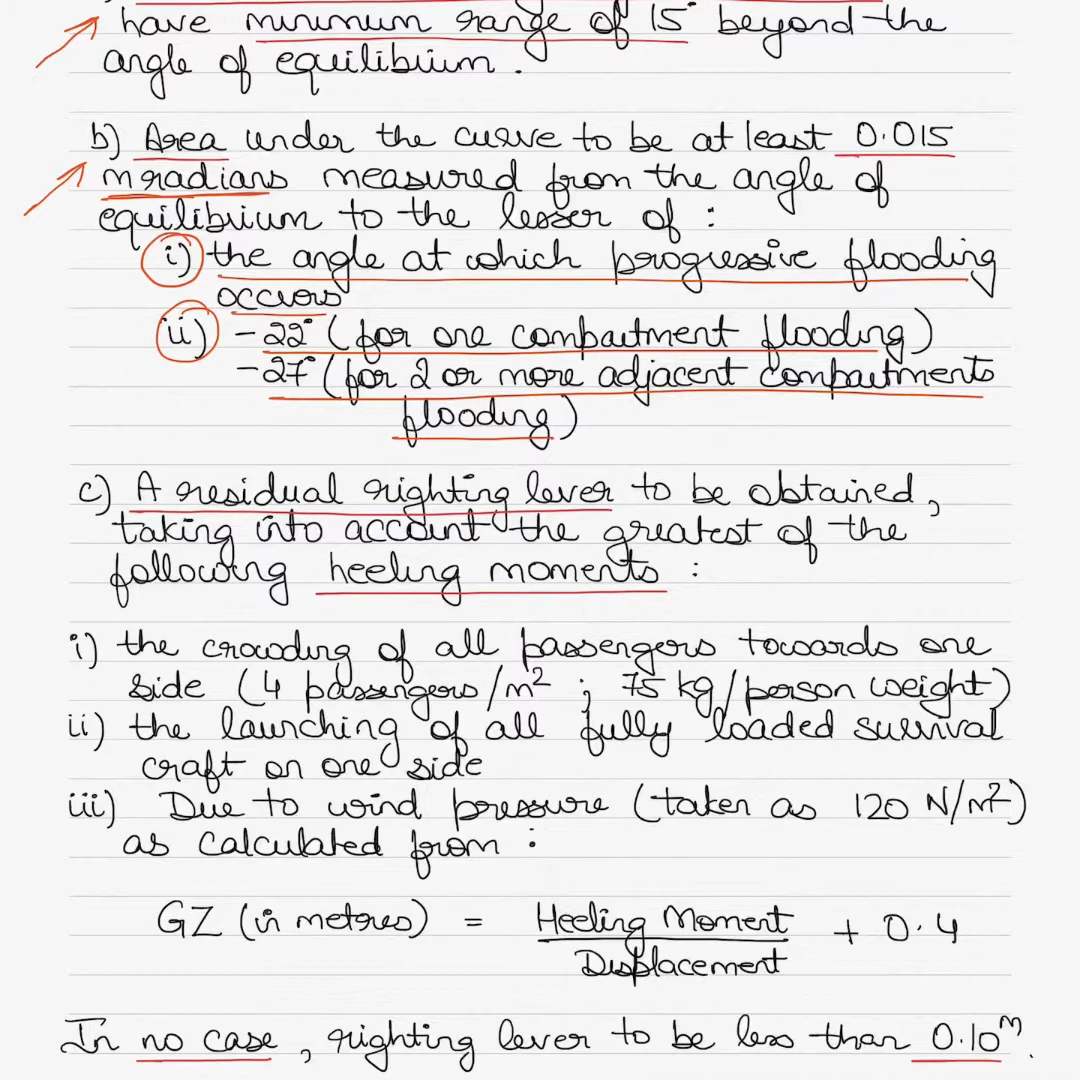 have minimum range of 15° beyond the
angle of equilibrium.
b) Area under the curve to be at least 0.015
mradians measured from the angle of
equilibrium to the lesser of :
i) the angle at which progressive flooding
occurs
ii) -22° (for one compartment flooding)
-27° (for 2 or more adjacent compartments
flooding)
c) A residual righting lever to be obtained,
taking into account the greatest of the
following heeling moments :
i) the crowding of all passengers towards one
side (4 passengers/m² ; 75 kg/person weight)
ii) the launching of all fully loaded survival
craft on one side
iii) Due to wind pressure (taken as 120 N/m²)
as calculated from :
GZ (in metres) = Heeling Moment + 0.4
Displacement
In no case, righting lever to be less than 0.10m.